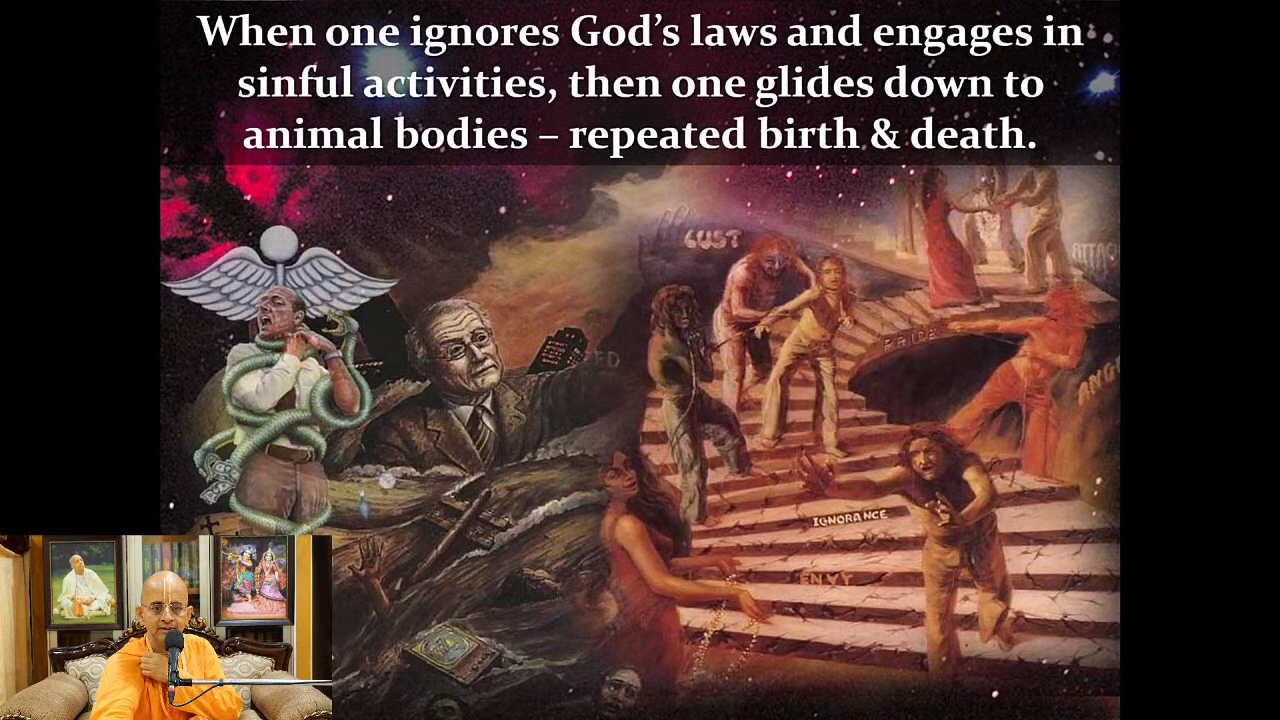 When one ignores God’s laws and engages in
sinful activities, then one glides down to
animal bodies – repeated birth & death.
LUST
PRIDE
IGNORANCE
ENVY